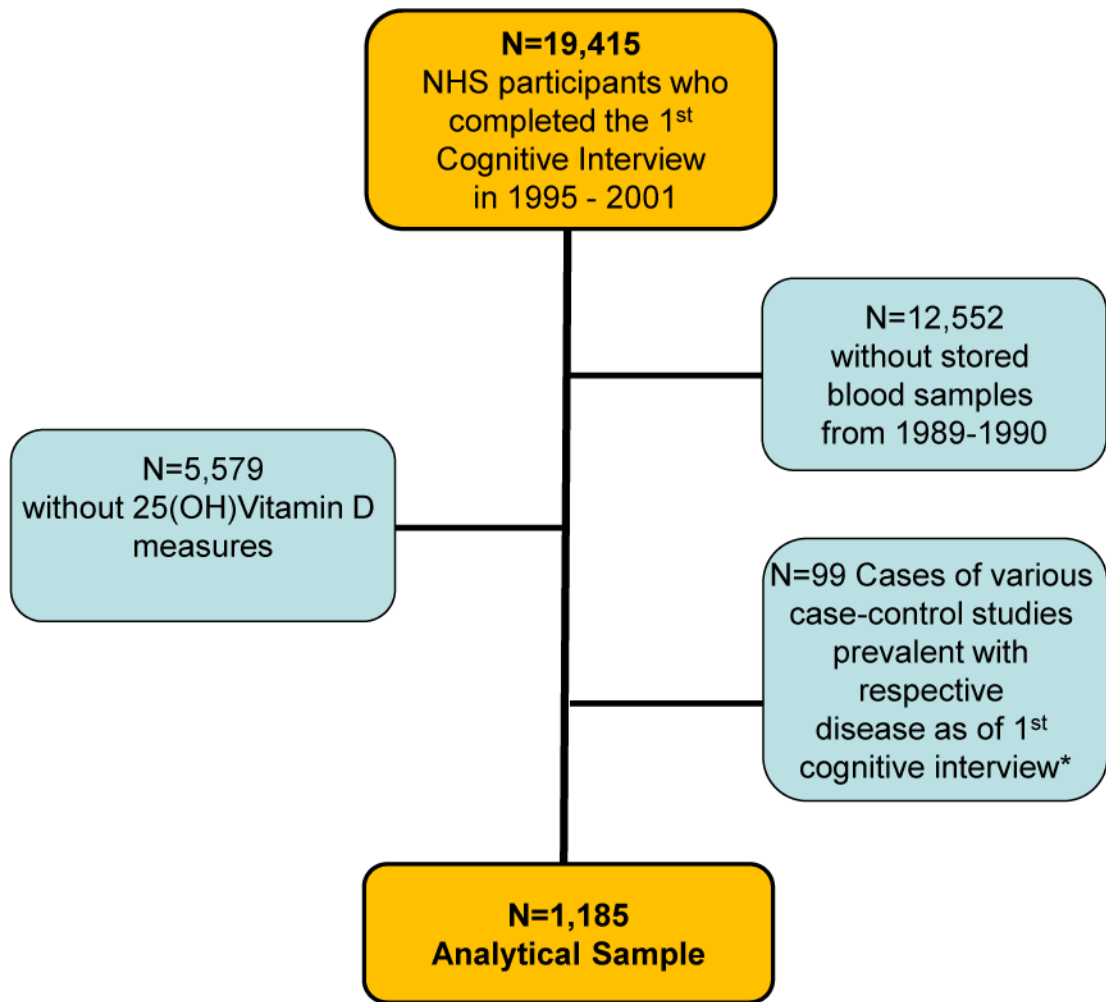 N=19,415
NHS participants who
completed the 1st
Cognitive Interview
in 1995 - 2001
N=12,552
without stored
blood samples
from 1989-1990
N=5,579
without 25(OH)Vitamin D
measures
N=99 Cases of various
case-control studies
prevalent with
respective
disease as of 1st
cognitive interview*
N=1,185
Analytical Sample